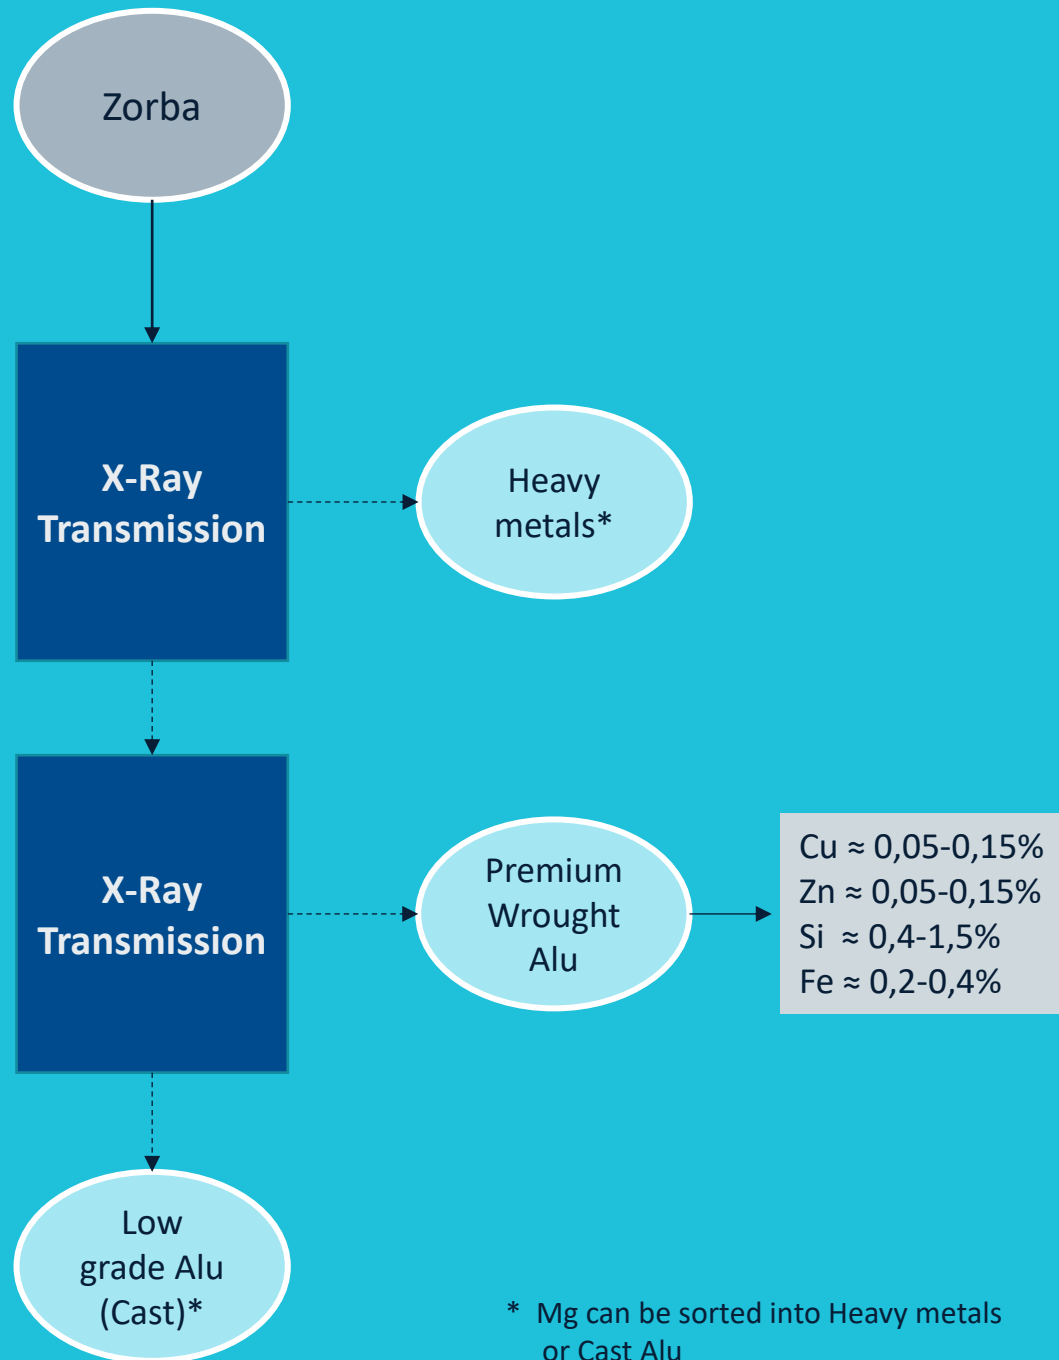 Zorba
X-Ray
Transmission
Heavy
metals*
X-Ray
Transmission
Premium
Wrought
Alu
Cu ≈ 0,05-0,15%
Zn ≈ 0,05-0,15%
Si ≈ 0,4-1,5%
Fe ≈ 0,2-0,4%
Low
grade Alu
(Cast)*
* Mg can be sorted into Heavy metals
or Cast Alu